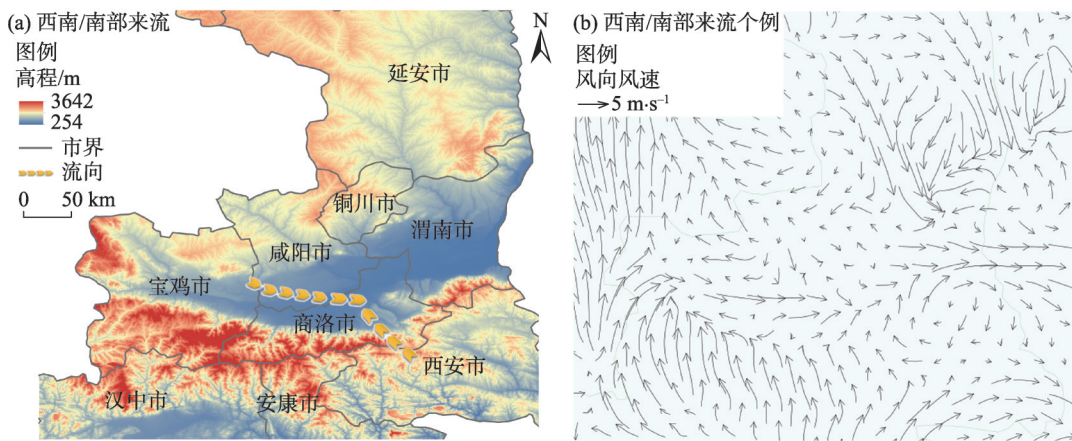 (a) 西南/南部来流
图例
高程/m
3642
254
市界
流向
0 50 km
N
延安市
铜川市
渭南市
咸阳市
宝鸡市
商洛市
西安市
汉中市
安康市
(b) 西南/南部来流个例
图例
风向风速
5 m·s⁻¹